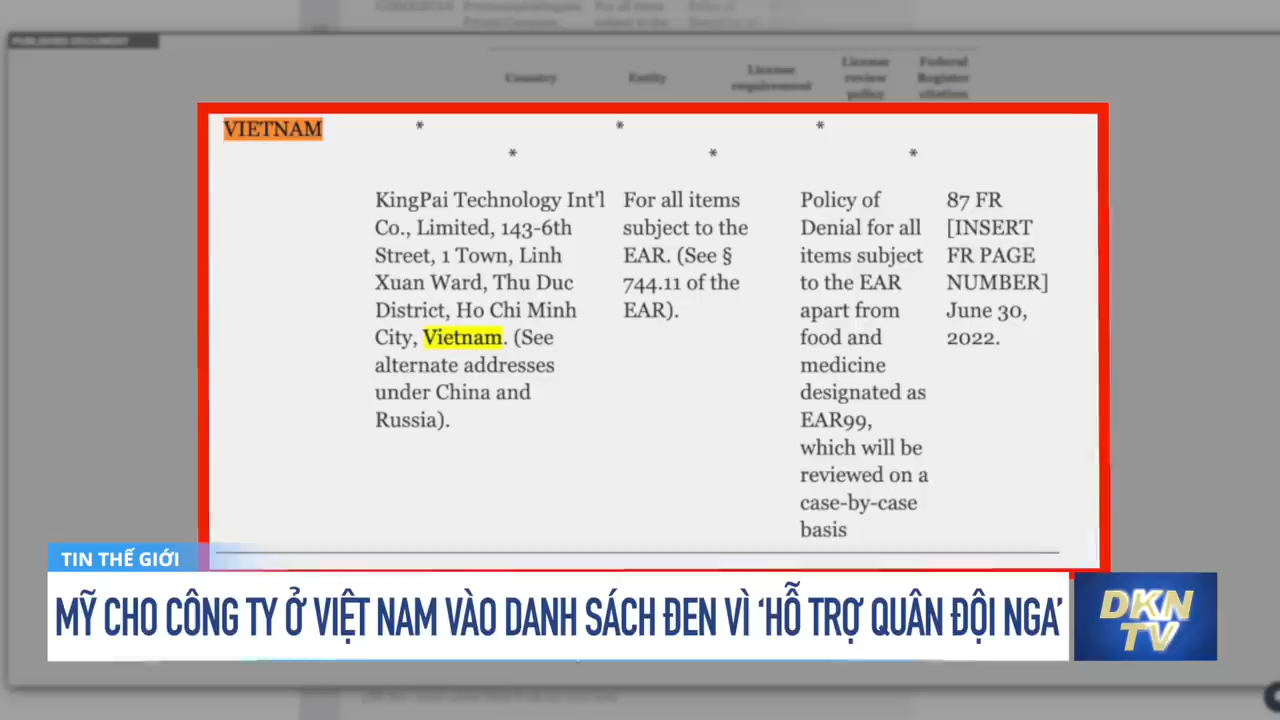 PUBLISHED DOCUMENT
Country Entity License requirement License review policy Federal Register citation
VIETNAM * * *
* * *
KingPai Technology Int'l For all items Policy of 87 FR
Co., Limited, 143-6th subject to the Denial for all [INSERT
Street, 1 Town, Linh EAR. (See § items subject FR PAGE
Xuan Ward, Thu Duc 744.11 of the to the EAR NUMBER]
District, Ho Chi Minh EAR). apart from June 30,
City, Vietnam. (See food and 2022.
alternate addresses medicine
under China and designated as
Russia). EAR99,
which will be
reviewed on a
case-by-case
basis
TIN THẾ GIỚI
MỸ CHO CÔNG TY Ở VIỆT NAM VÀO DANH SÁCH ĐEN VÌ ‘HỖ TRỢ QUÂN ĐỘI NGA’
DKN
TV